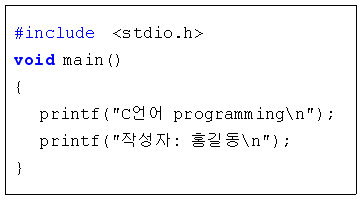 #include <stdio.h>
void main()
{
printf("C언어 programming\n");
printf("작성자: 홍길동\n");
}